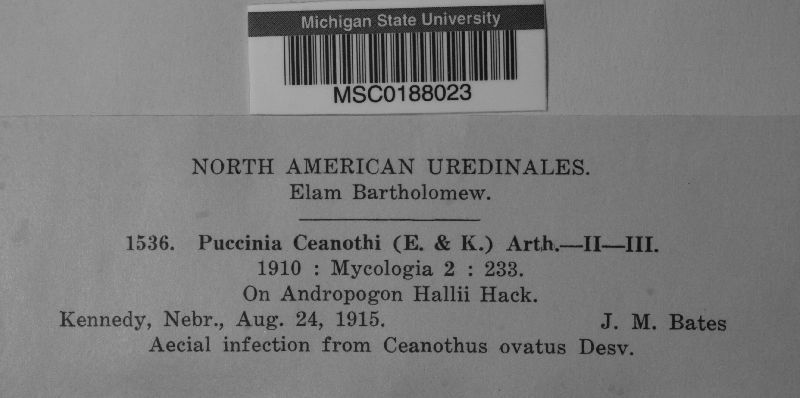 Michigan State University
MSC0188023
NORTH AMERICAN UREDINALES.
Elam Bartholomew.
1536. Puccinia Ceanothi (E. & K.) Arth.—II—III.
1910 : Mycologia 2 : 233.
On Andropogon Hallii Hack.
Kennedy, Nebr., Aug. 24, 1915. J. M. Bates
Aecial infection from Ceanothus ovatus Desv.